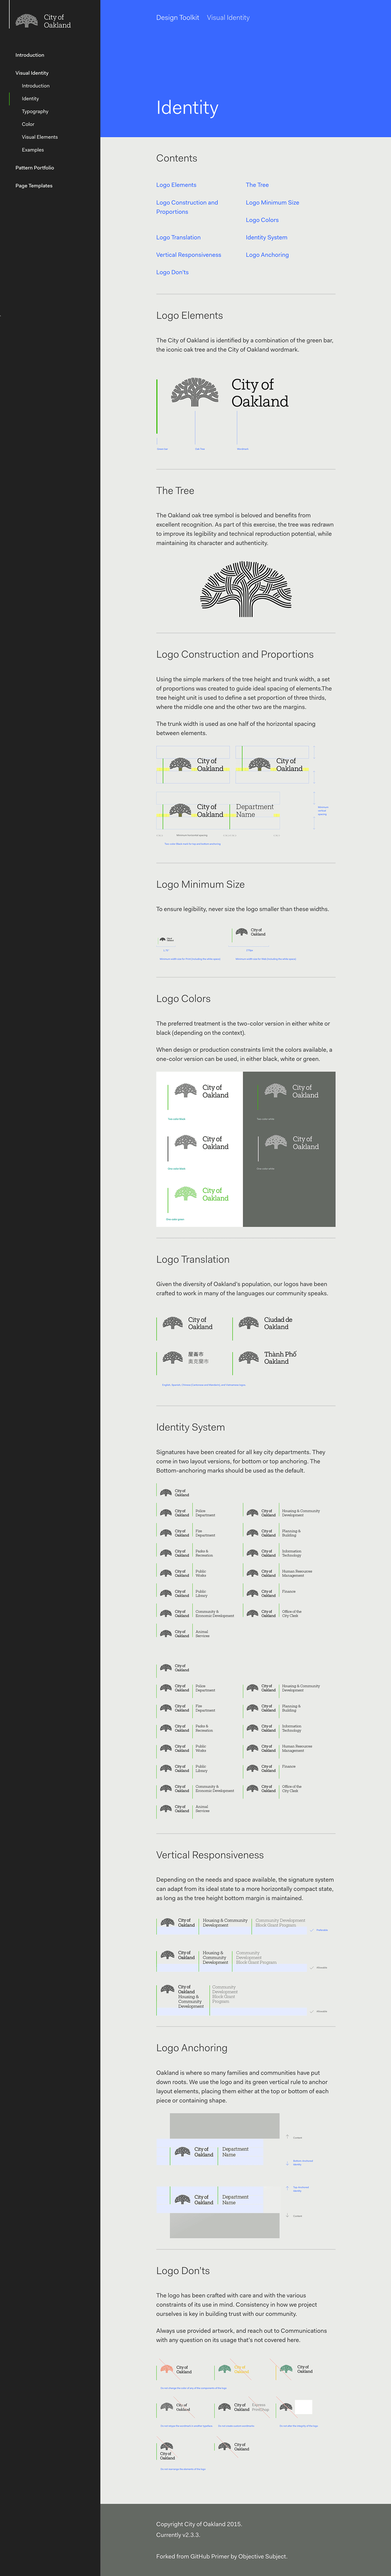 City of
Oakland
Introduction
Visual Identity
Introduction
Identity
Typography
Color
Visual Elements
Examples
Pattern Portfolio
Page Templates
Design Toolkit Visual Identity
Identity
Contents
Logo Elements
The Tree
Logo Construction and
Proportions
Logo Minimum Size
Logo Colors
Logo Translation
Identity System
Vertical Responsiveness
Logo Anchoring
Logo Don'ts
Logo Elements
The City of Oakland is identified by a combination of the green bar,
the iconic oak tree and the City of Oakland wordmark.
City of
Oakland
The Tree
The Oakland oak tree symbol is beloved and benefits from
excellent recognition. As part of this exercise, the tree was redrawn
to improve its legibility and technical reproduction potential, while
maintaining its character and authenticity.
Logo Construction and Proportions
Using the simple markers of the tree height and trunk width, a set
of proportions was created to guide ideal spacing of elements.The
tree height unit is used to define a set of proportion of three thirds,
where the middle one and the other two are the margins.
The trunk width is used as one half of the horizontal spacing
between elements.
City of
Oakland
City of
Oakland
City of
Oakland
Department
Name
Logo Minimum Size
To ensure legibility, never size the logo smaller than these widths.
City of
Oakland
Logo Colors
The preferred treatment is the two-color version in either white or
black (depending on the context).
When design or production constraints limit the colors available, a
one-color version can be used, in either black, white or green.
City of
Oakland
City of
Oakland
City of
Oakland
City of
Oakland
City of
Oakland
Logo Translation
Given the diversity of Oakland's population, our logos have been
crafted to work in many of the languages our community speaks.
City of
Oakland
Ciudad de
Oakland
屋崙市
奧克蘭市
Thành Phố
Oakland
Identity System
Signatures have been created for all key city departments. They
come in two layout versions, for bottom or top anchoring. The
Bottom-anchoring marks should be used as the default.
City of
Oakland
City of
Oakland
Police
Department
City of
Oakland
Housing & Community
Development
City of
Oakland
Fire
Department
City of
Oakland
Planning &
Building
City of
Oakland
Parks &
Recreation
City of
Oakland
Information
Technology
City of
Oakland
Public
Works
City of
Oakland
Human Resources
Management
City of
Oakland
Public
Library
City of
Oakland
Finance
City of
Oakland
Community &
Economic Development
City of
Oakland
Office of the
City Clerk
City of
Oakland
Animal
Services
City of
Oakland
City of
Oakland
Police
Department
City of
Oakland
Housing & Community
Development
City of
Oakland
Fire
Department
City of
Oakland
Planning &
Building
City of
Oakland
Parks &
Recreation
City of
Oakland
Information
Technology
City of
Oakland
Public
Works
City of
Oakland
Human Resources
Management
City of
Oakland
Public
Library
City of
Oakland
Finance
City of
Oakland
Community &
Economic Development
City of
Oakland
Office of the
City Clerk
City of
Oakland
Animal
Services
Vertical Responsiveness
Depending on the needs and space available, the signature system
can adapt from its ideal state to a more horizontally compact state,
as long as the tree height bottom margin is maintained.
City of
Oakland
Housing & Community
Development
Community Development
Block Grant Program
City of
Oakland
Housing &
Community
Development
Community
Development
Block Grant Program
City of
Oakland
Housing &
Community
Development
Community
Development
Block Grant
Program
Logo Anchoring
Oakland is where so many families and communities have put
down roots. We use the logo and its green vertical rule to anchor
layout elements, placing them either at the top or bottom of each
piece or containing shape.
City of
Oakland
Department
Name
City of
Oakland
Department
Name
Logo Don'ts
The logo has been crafted with care and with the various
constraints of its use in mind. Consistency in how we project
ourselves is key in building trust with our community.
Always use provided artwork, and reach out to Communications
with any question on its usage that's not covered here.
City of
Oakland
City of
Oakland
City of
Oakland
City of
Oakland
City of
Oakland
City of
Oakland
City of
Oakland
Copyright City of Oakland 2015.
Currently v2.3.3.
Forked from GitHub Primer by Objective Subject.